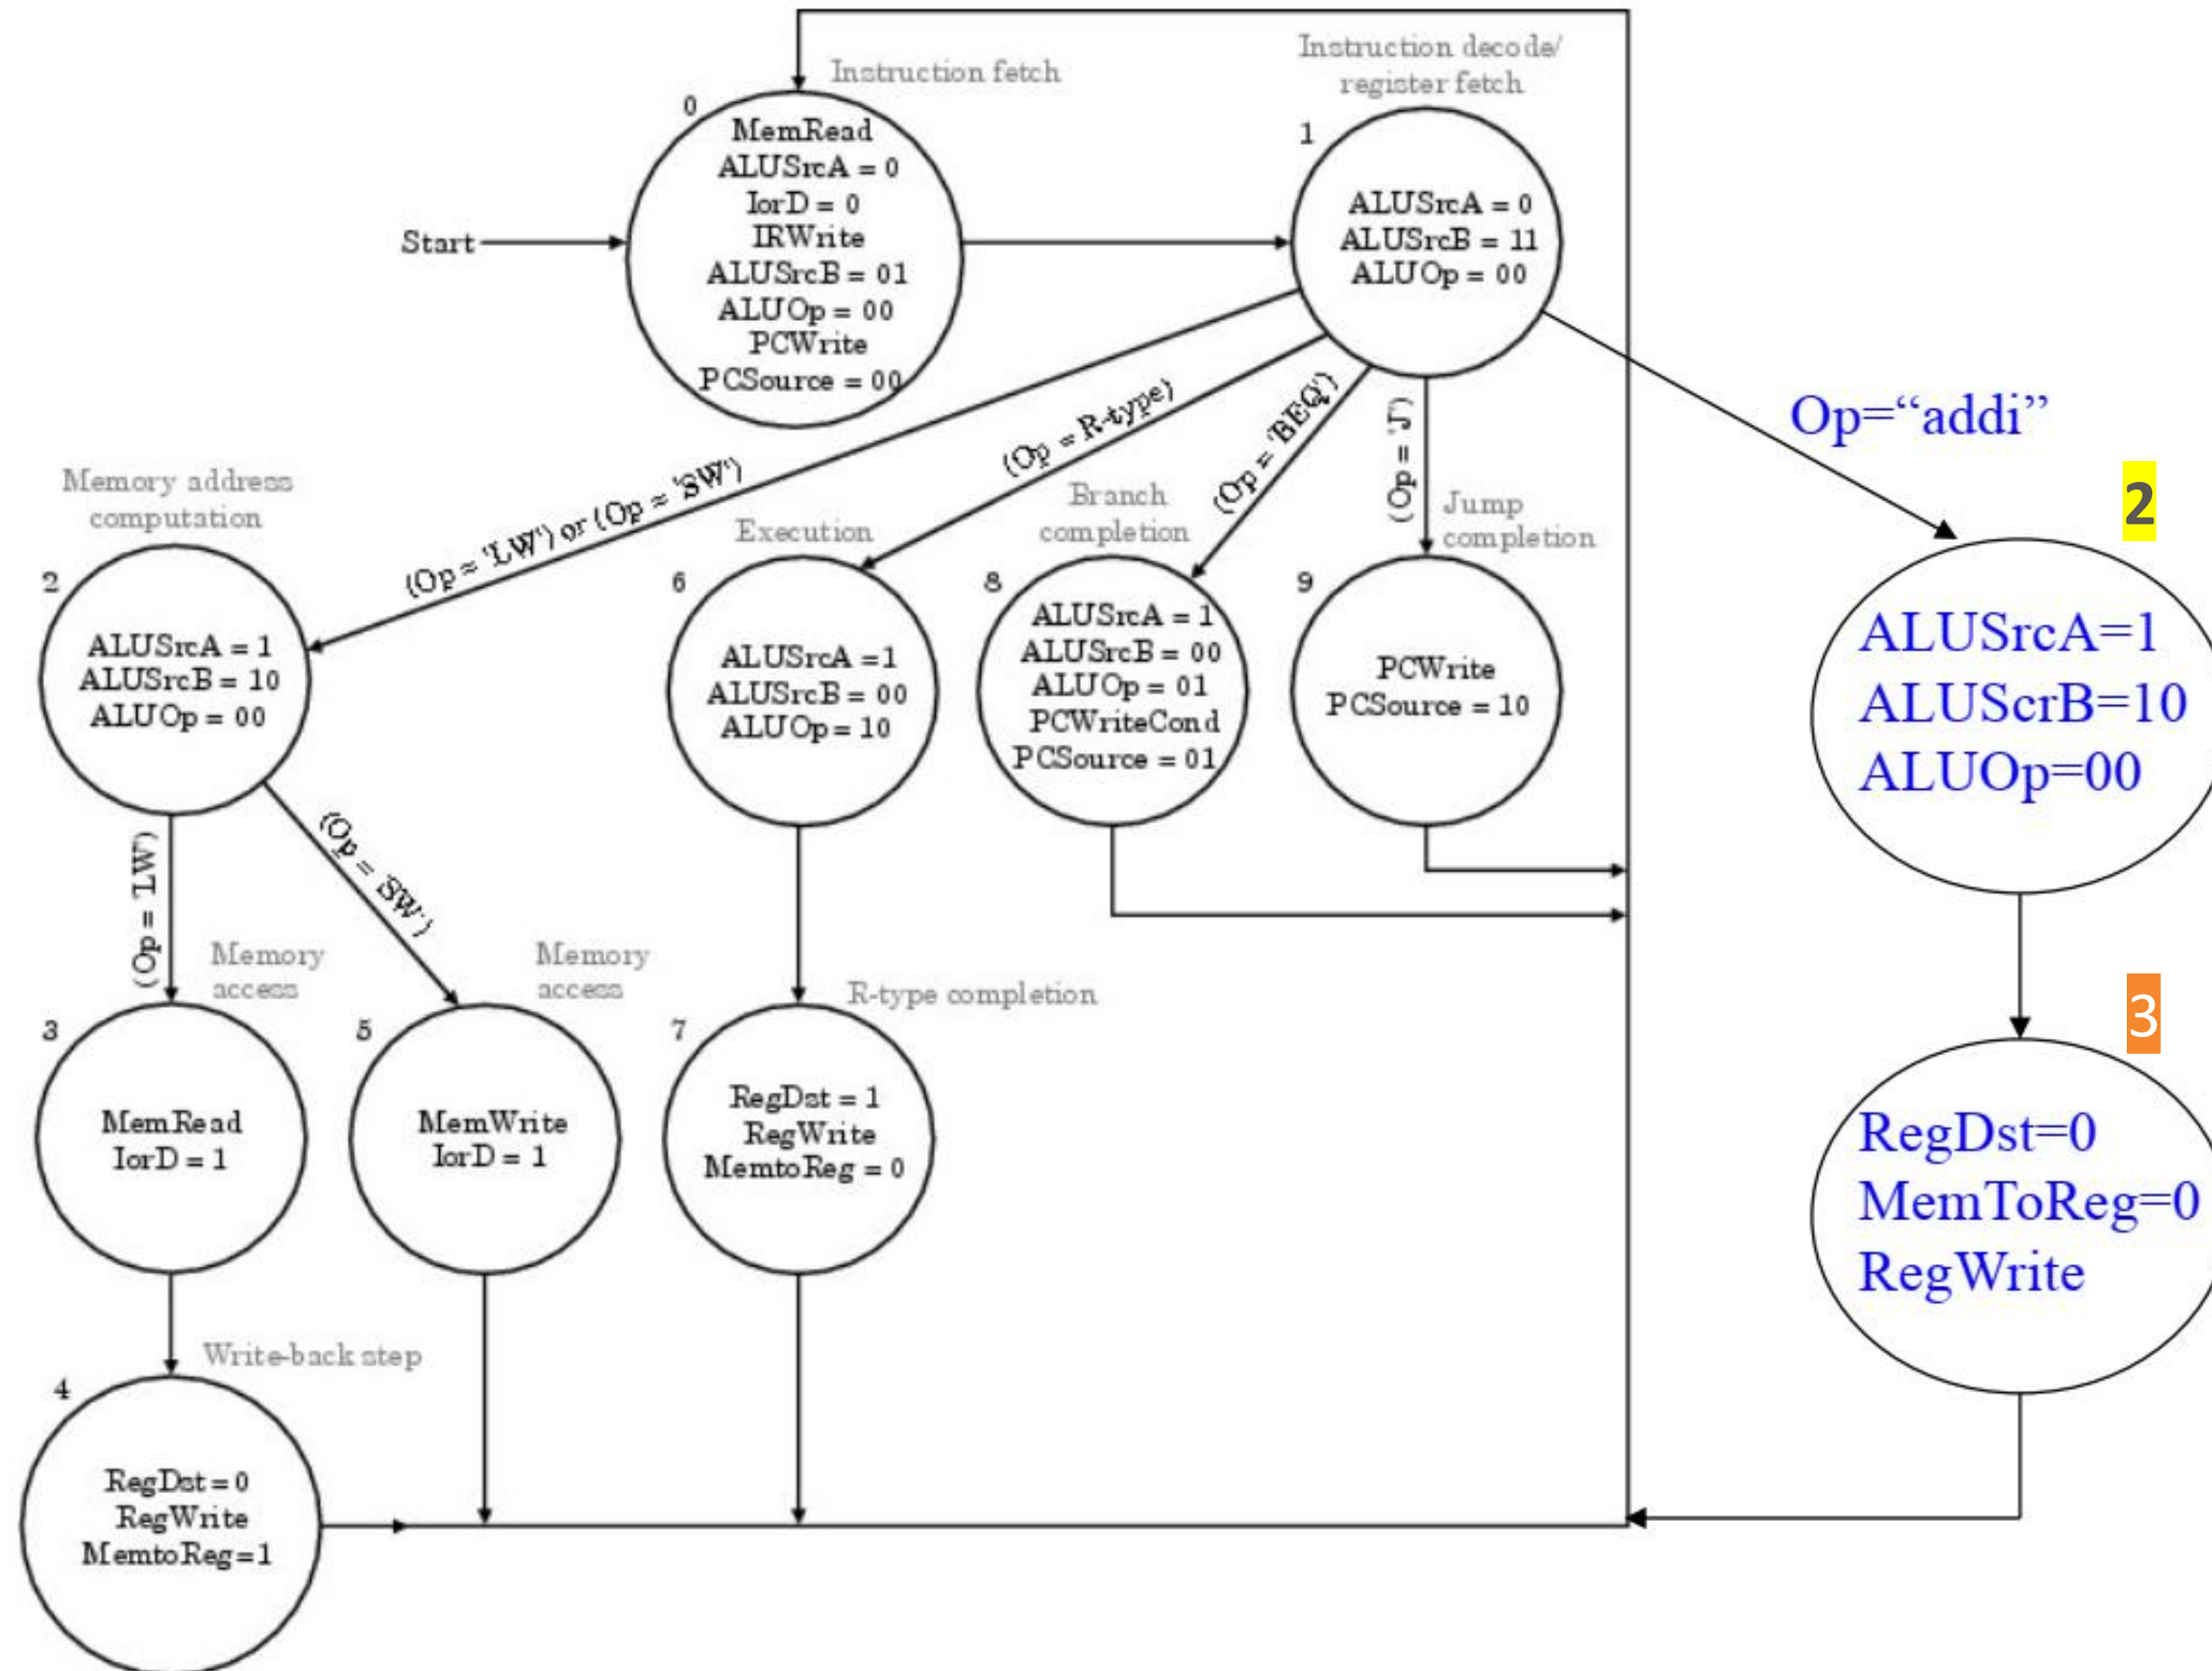 Instruction fetch
0
MemRead
ALUSrcA = 0
IorD = 0
IRWrite
ALUSrcB = 01
ALUOp = 00
PCWrite
PCSource = 00
Start
Instruction decode/
register fetch
1
ALUSrcA = 0
ALUSrcB = 11
ALUOp = 00
(Op = 'LW') or (Op = 'SW')
(Op = R-type)
(Op = 'BEQ')
(Op = 'J')
Op=“addi”
Memory address
computation
2
ALUSrcA = 1
ALUSrcB = 10
ALUOp = 00
Execution
6
ALUSrcA =1
ALUSrcB = 00
ALUOp= 10
Branch
completion
8
ALUSrcA = 1
ALUSrcB = 00
ALUOp = 01
PCWriteCond
PCSource = 01
Jump
completion
9
PCWrite
PCSource = 10
2
ALUSrcA=1
ALUScrB=10
ALUOp=00
(Op = 'LW')
(Op = 'SW')
Memory
access
3
MemRead
IorD = 1
Memory
access
5
MemWrite
IorD = 1
R-type completion
7
RegDst = 1
RegWrite
MemtoReg = 0
3
RegDst=0
MemToReg=0
RegWrite
Write-back step
4
RegDst=0
RegWrite
MemtoReg=1